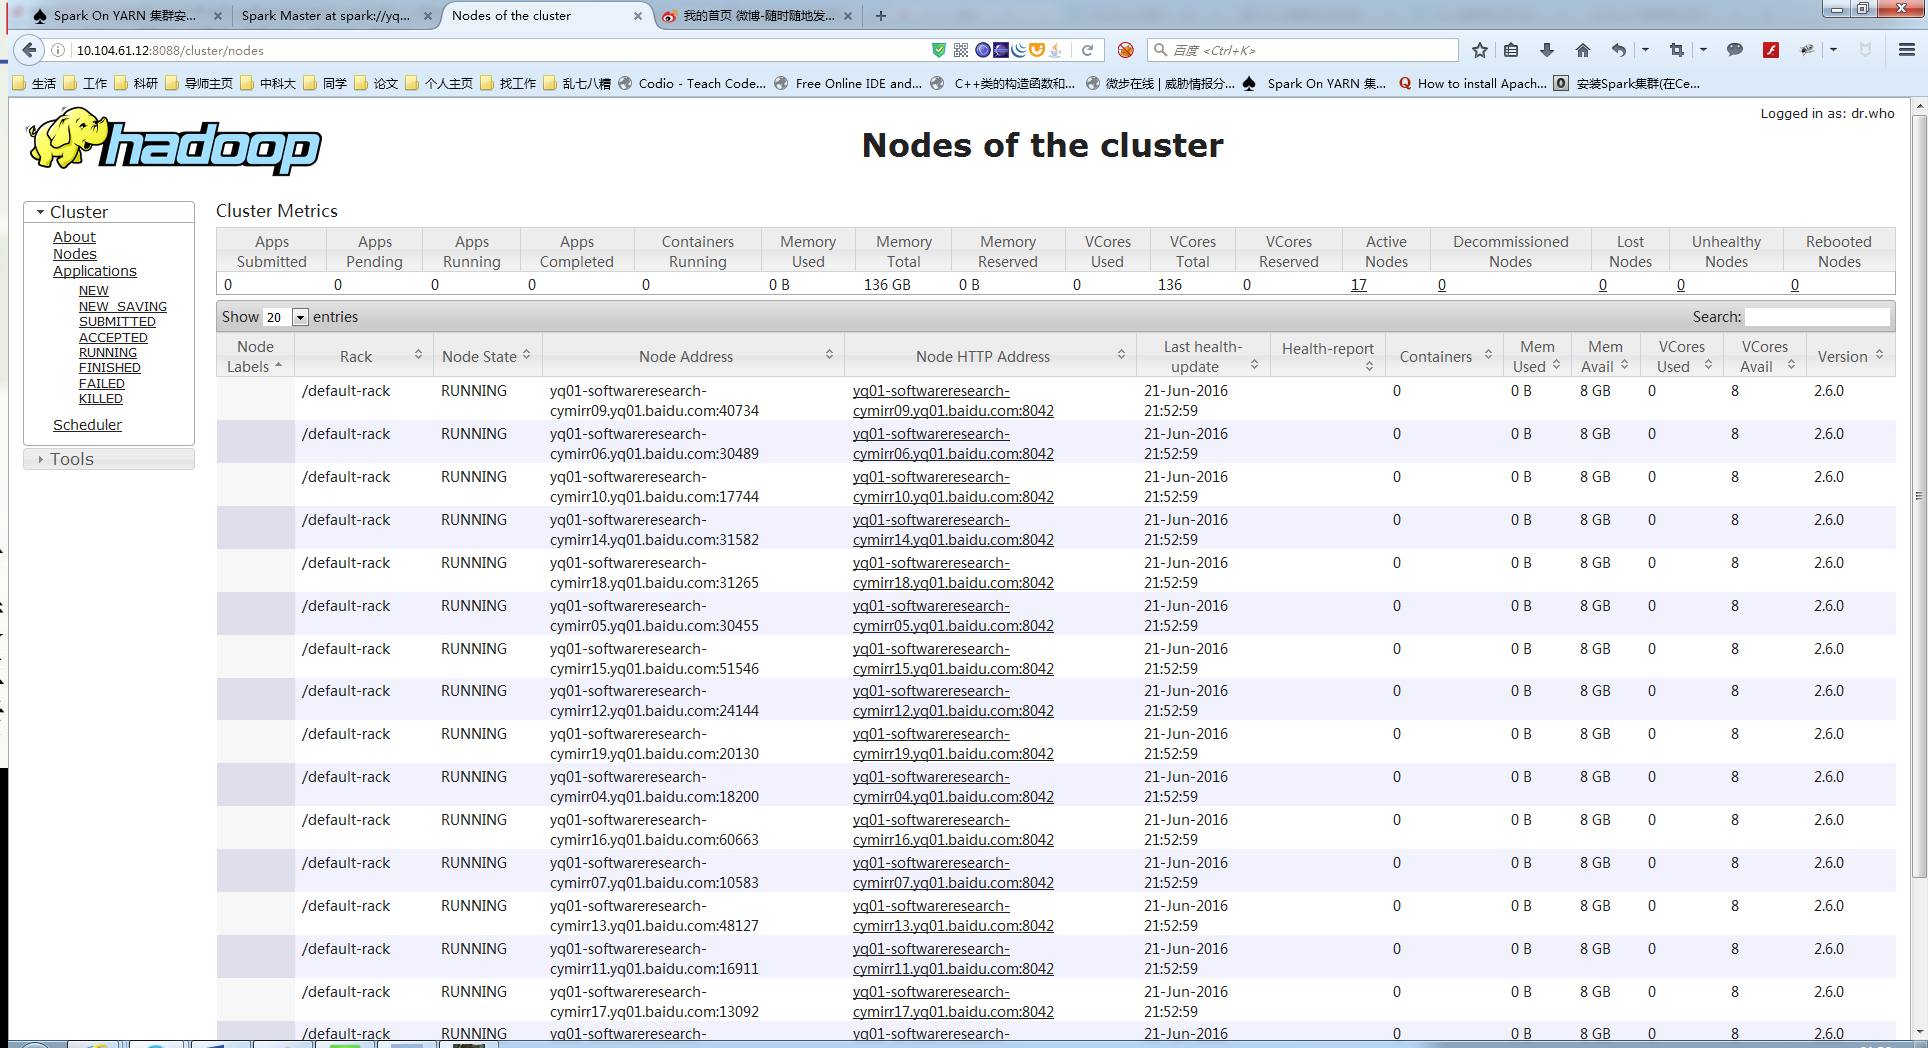 Spark On YARN 集群安... Spark Master at spark://yq... Nodes of the cluster 我的首页 微博-随时随地发...
10.104.61.12:8088/cluster/nodes 百度 <Ctrl+K>
生活 工作 科研 导师主页 中科大 同学 论文 个人主页 找工作 乱七八糟 Codio - Teach Code... Free Online IDE and... C++类的构造函数和... 微步在线 | 威胁情报分... Spark On YARN 集... How to install Apach... 安装Spark集群(在Ce...
Logged in as: dr.who
hadoop
Nodes of the cluster
Cluster
About
Nodes
Applications
NEW
NEW_SAVING
SUBMITTED
ACCEPTED
RUNNING
FINISHED
FAILED
KILLED
Scheduler
Tools
Cluster Metrics
Apps Apps Apps Apps Containers Memory Memory Memory VCores VCores VCores Active Decommissioned Lost Unhealthy Rebooted
Submitted Pending Running Completed Running Used Total Reserved Used Total Reserved Nodes Nodes Nodes Nodes Nodes
0 0 0 0 0 0 B 136 GB 0 B 0 136 0 17 0 0 0 0
Show 20 entries Search:
Node Labels Rack Node State Node Address Node HTTP Address Last health-update Health-report Containers Mem Used Mem Avail VCores Used VCores Avail Version
/default-rack RUNNING yq01-softwareresearch- yq01-softwareresearch- 21-Jun-2016 0 0 B 8 GB 0 8 2.6.0
cymirr09.yq01.baidu.com:40734 cymirr09.yq01.baidu.com:8042 21:52:59
/default-rack RUNNING yq01-softwareresearch- yq01-softwareresearch- 21-Jun-2016 0 0 B 8 GB 0 8 2.6.0
cymirr06.yq01.baidu.com:30489 cymirr06.yq01.baidu.com:8042 21:52:59
/default-rack RUNNING yq01-softwareresearch- yq01-softwareresearch- 21-Jun-2016 0 0 B 8 GB 0 8 2.6.0
cymirr10.yq01.baidu.com:17744 cymirr10.yq01.baidu.com:8042 21:52:59
/default-rack RUNNING yq01-softwareresearch- yq01-softwareresearch- 21-Jun-2016 0 0 B 8 GB 0 8 2.6.0
cymirr14.yq01.baidu.com:31582 cymirr14.yq01.baidu.com:8042 21:52:59
/default-rack RUNNING yq01-softwareresearch- yq01-softwareresearch- 21-Jun-2016 0 0 B 8 GB 0 8 2.6.0
cymirr18.yq01.baidu.com:31265 cymirr18.yq01.baidu.com:8042 21:52:59
/default-rack RUNNING yq01-softwareresearch- yq01-softwareresearch- 21-Jun-2016 0 0 B 8 GB 0 8 2.6.0
cymirr05.yq01.baidu.com:30455 cymirr05.yq01.baidu.com:8042 21:52:59
/default-rack RUNNING yq01-softwareresearch- yq01-softwareresearch- 21-Jun-2016 0 0 B 8 GB 0 8 2.6.0
cymirr15.yq01.baidu.com:51546 cymirr15.yq01.baidu.com:8042 21:52:59
/default-rack RUNNING yq01-softwareresearch- yq01-softwareresearch- 21-Jun-2016 0 0 B 8 GB 0 8 2.6.0
cymirr12.yq01.baidu.com:24144 cymirr12.yq01.baidu.com:8042 21:52:59
/default-rack RUNNING yq01-softwareresearch- yq01-softwareresearch- 21-Jun-2016 0 0 B 8 GB 0 8 2.6.0
cymirr19.yq01.baidu.com:20130 cymirr19.yq01.baidu.com:8042 21:52:59
/default-rack RUNNING yq01-softwareresearch- yq01-softwareresearch- 21-Jun-2016 0 0 B 8 GB 0 8 2.6.0
cymirr04.yq01.baidu.com:18200 cymirr04.yq01.baidu.com:8042 21:52:59
/default-rack RUNNING yq01-softwareresearch- yq01-softwareresearch- 21-Jun-2016 0 0 B 8 GB 0 8 2.6.0
cymirr16.yq01.baidu.com:60663 cymirr16.yq01.baidu.com:8042 21:52:59
/default-rack RUNNING yq01-softwareresearch- yq01-softwareresearch- 21-Jun-2016 0 0 B 8 GB 0 8 2.6.0
cymirr07.yq01.baidu.com:10583 cymirr07.yq01.baidu.com:8042 21:52:59
/default-rack RUNNING yq01-softwareresearch- yq01-softwareresearch- 21-Jun-2016 0 0 B 8 GB 0 8 2.6.0
cymirr13.yq01.baidu.com:48127 cymirr13.yq01.baidu.com:8042 21:52:59
/default-rack RUNNING yq01-softwareresearch- yq01-softwareresearch- 21-Jun-2016 0 0 B 8 GB 0 8 2.6.0
cymirr11.yq01.baidu.com:16911 cymirr11.yq01.baidu.com:8042 21:52:59
/default-rack RUNNING yq01-softwareresearch- yq01-softwareresearch- 21-Jun-2016 0 0 B 8 GB 0 8 2.6.0
cymirr17.yq01.baidu.com:13092 cymirr17.yq01.baidu.com:8042 21:52:59
/default-rack RUNNING yq01-softwareresearch- yq01-softwareresearch- 21-Jun-2016 0 0 B 8 GB 0 8 2.6.0